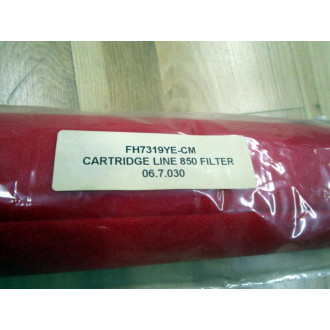 FH7319YE-CM
CARTRIDGE LINE 850 FILTER
06.7.030